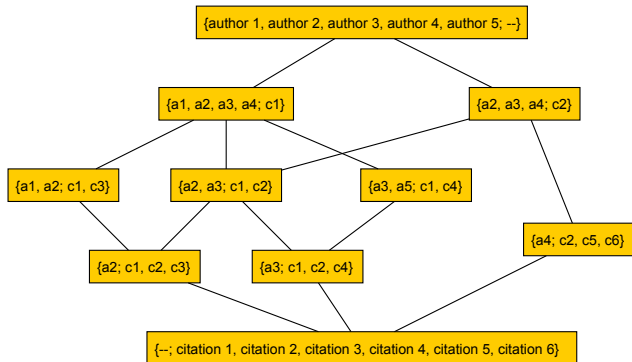 {author 1, author 2, author 3, author 4, author 5; --}
{a1, a2, a3, a4; c1}
{a2, a3, a4; c2}
{a1, a2; c1, c3}
{a2, a3; c1, c2}
{a3, a5; c1, c4}
{a4; c2, c5, c6}
{a2; c1, c2, c3}
{a3; c1, c2, c4}
{--; citation 1, citation 2, citation 3, citation 4, citation 5, citation 6}